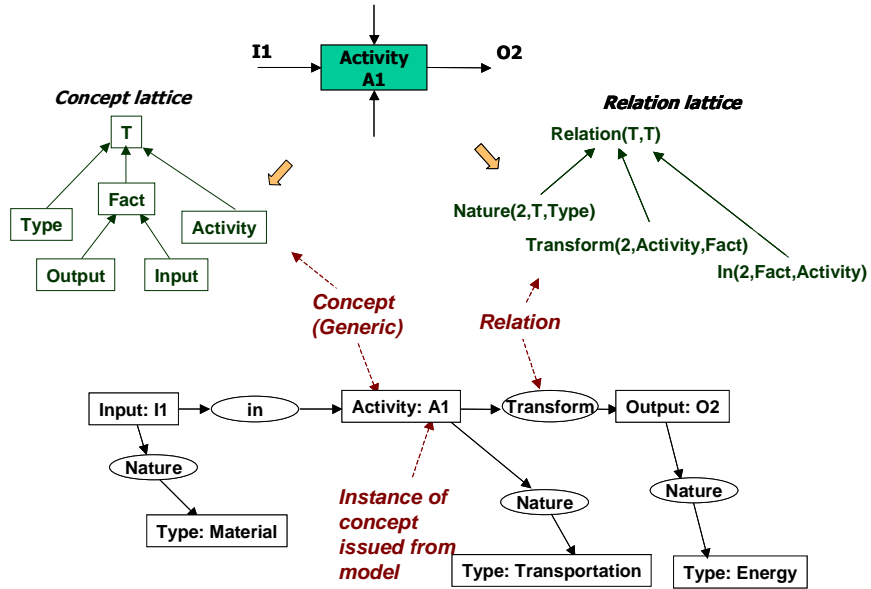 I1
Activity
A1
O2
Concept lattice
Relation lattice
T
Relation(T,T)
Type
Fact
Activity
Nature(2,T,Type)
Transform(2,Activity,Fact)
Output
Input
In(2,Fact,Activity)
Concept
(Generic)
Relation
Input: I1
in
Activity: A1
Transform
Output: O2
Nature
Nature
Nature
Instance of
concept
issued from
model
Type: Material
Type: Transportation
Type: Energy